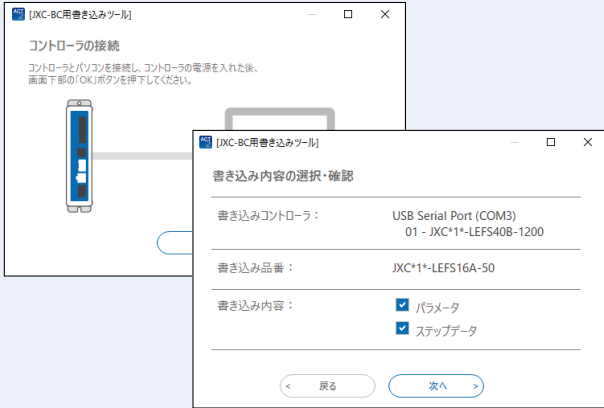 [JXC-BC用書き込みツール]
コントローラの接続
コントローラとパソコンを接続し、コントローラの電源を入れた後、
画面下部の「OK」ボタンを押下してください。
[JXC-BC用書き込みツール]
書き込み内容の選択・確認
書き込みコントローラ： USB Serial Port (COM3)
01 - JXC*1*-LEFS40B-1200
書き込み品番： JXC*1*-LEFS16A-50
書き込み内容： パラメータ
ステップデータ
< 戻る 次へ >